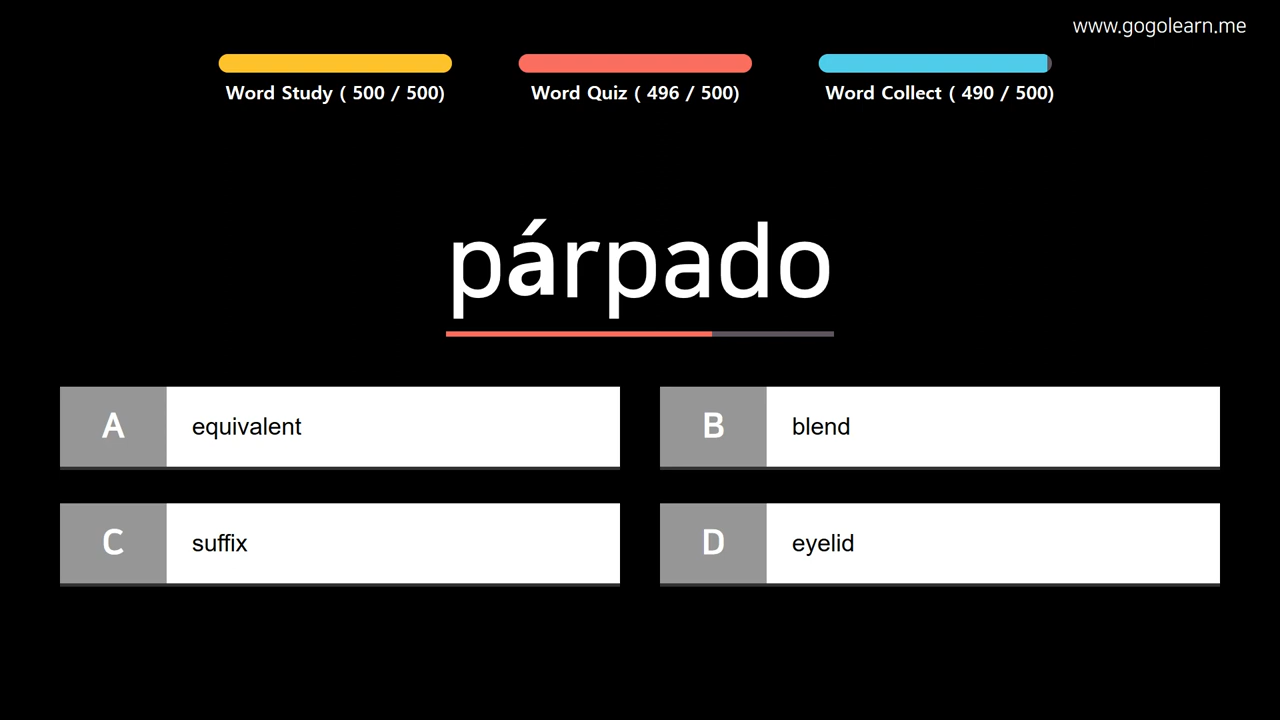 www.gogolearn.me
Word Study ( 500 / 500)
Word Quiz ( 496 / 500)
Word Collect ( 490 / 500)
párpado
A equivalent
B blend
C suffix
D eyelid